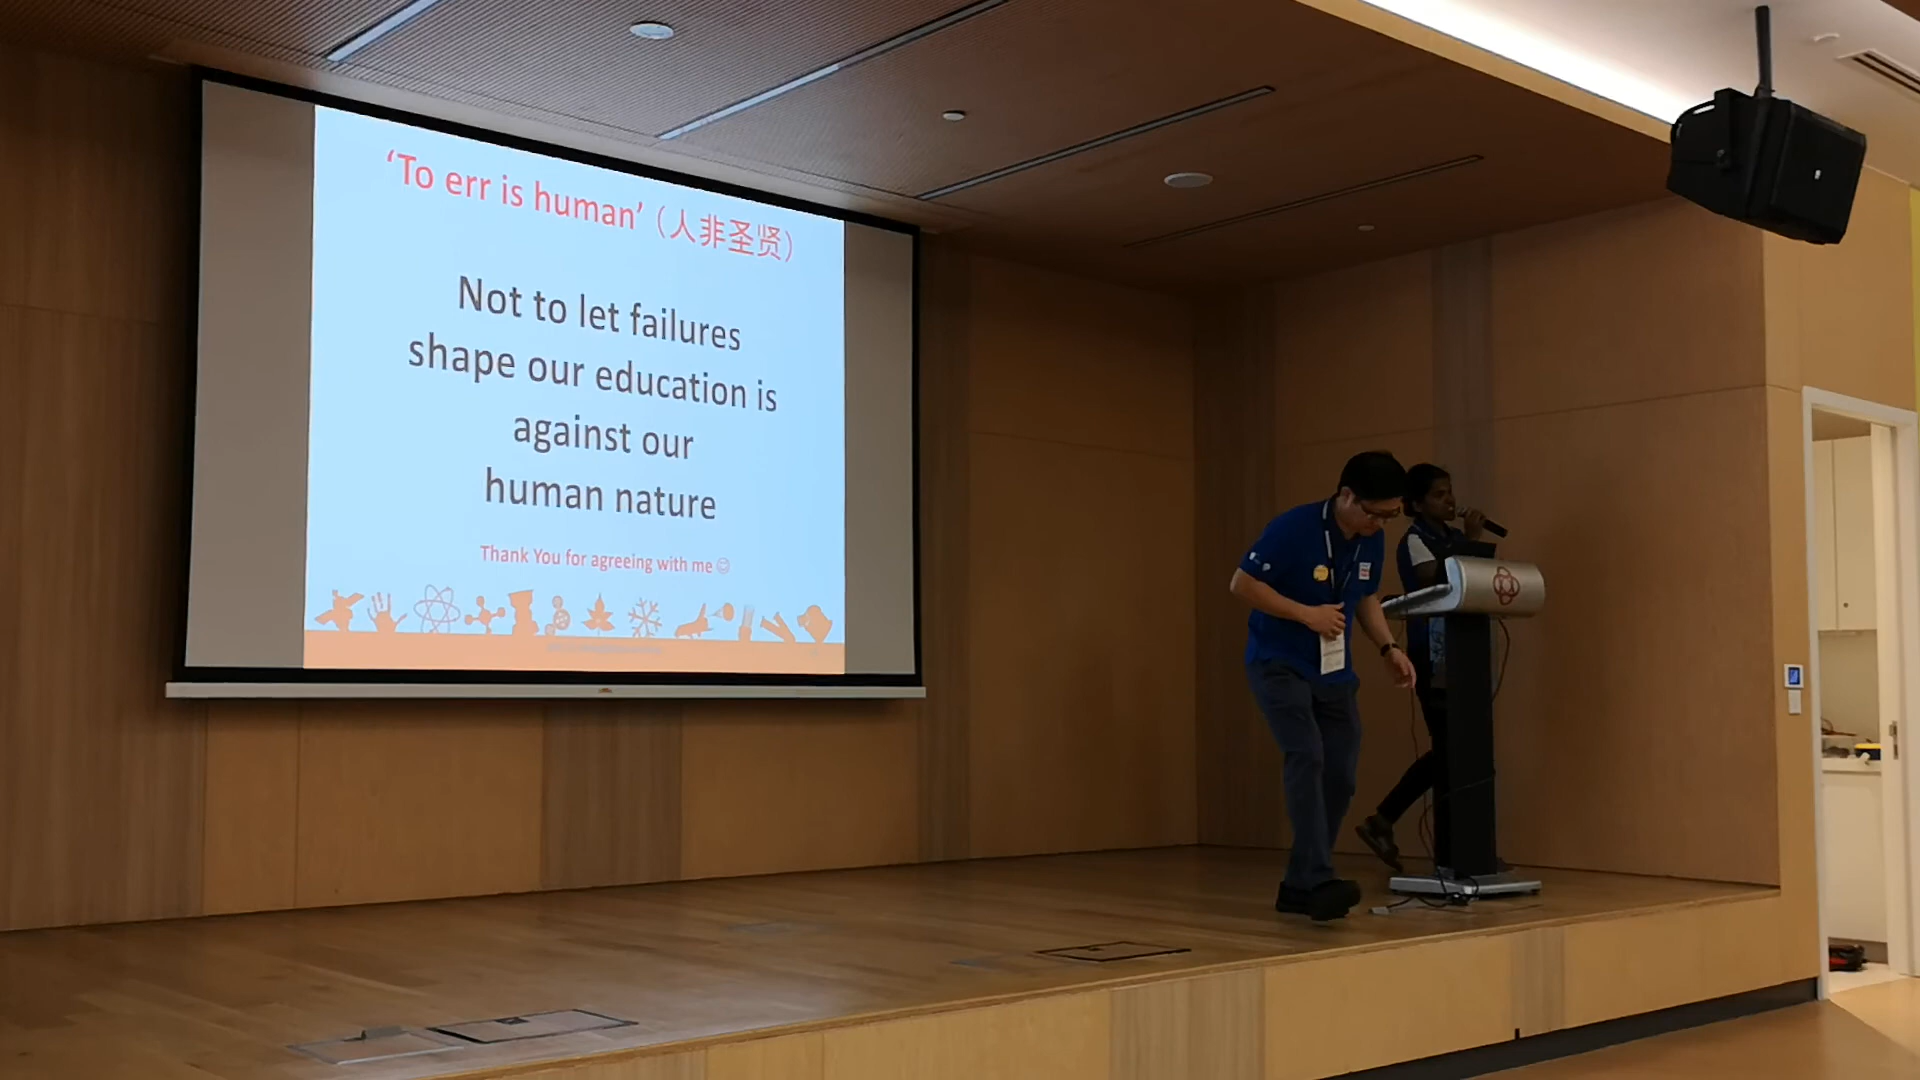 ‘To err is human’（人非圣贤）
Not to let failures
shape our education is
against our
human nature
Thank You for agreeing with me 😊